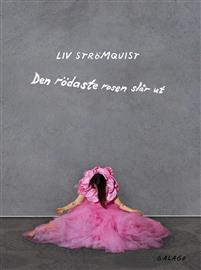 LIV STRÖMQUIST
Den rödaste rosen slår ut
GALAGO